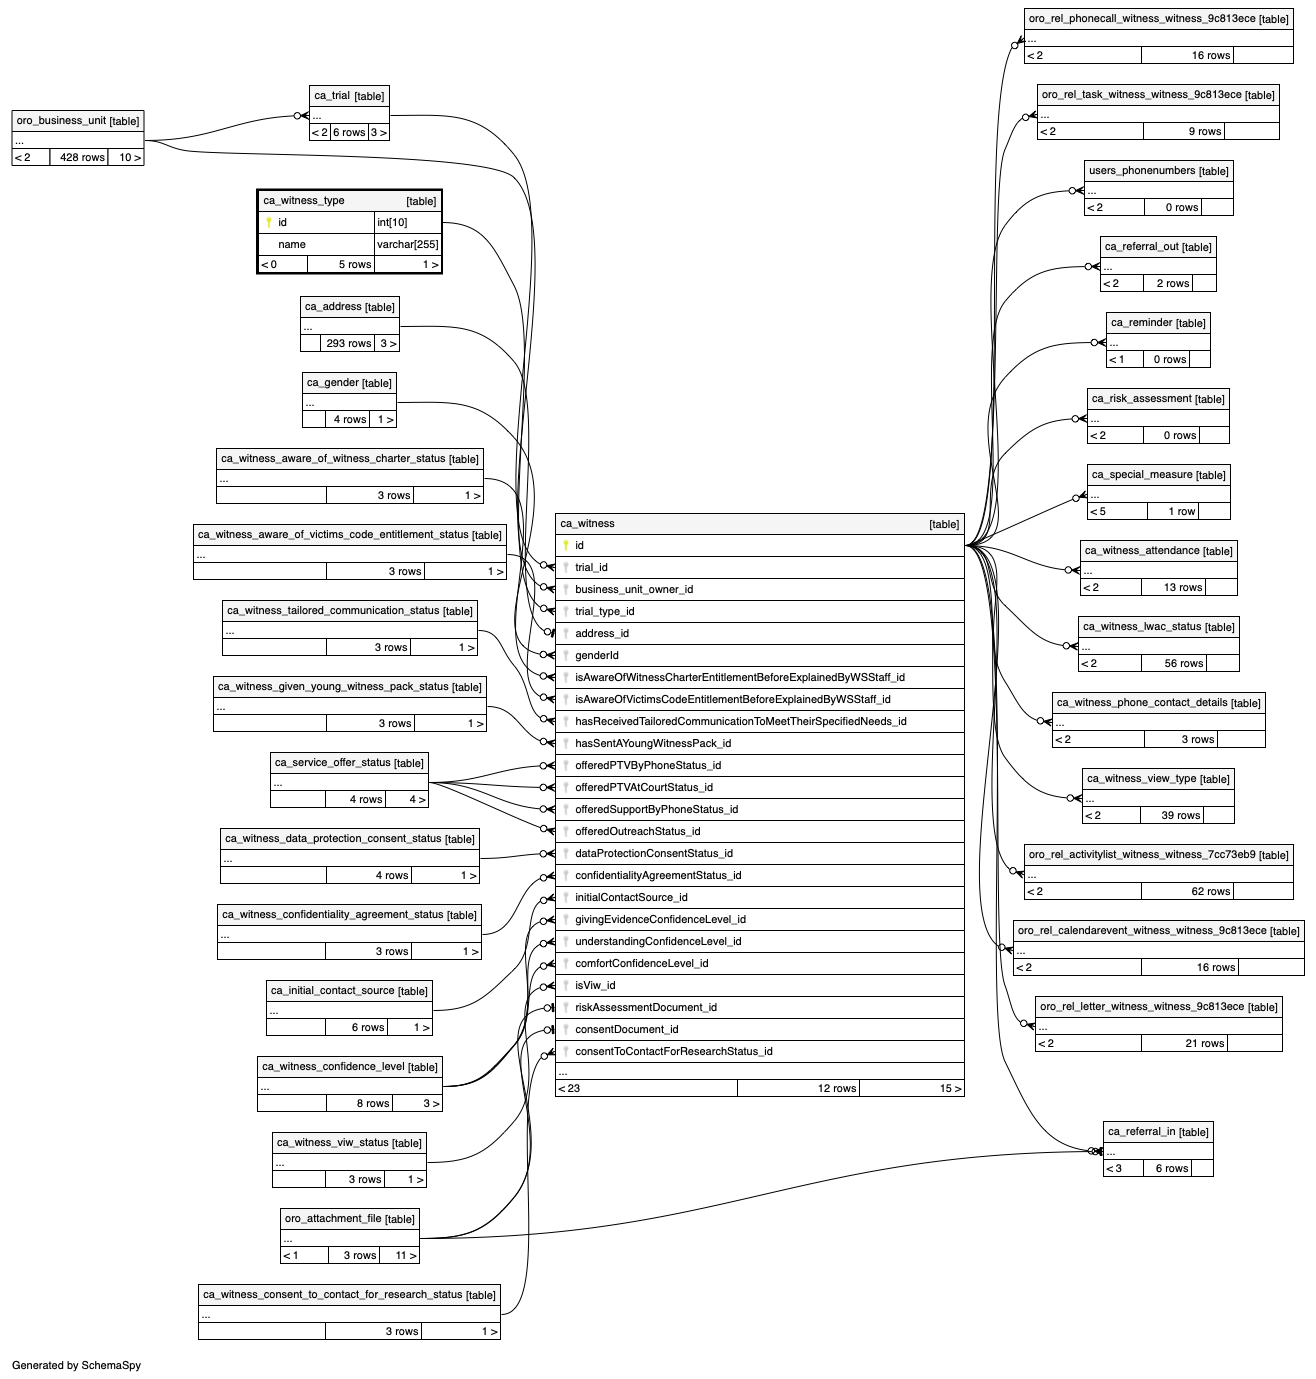 oro_business_unit [table]
...
< 2 428 rows 10 >
ca_trial [table]
...
< 2 6 rows 3 >
ca_witness_type [table]
id int[10]
name varchar[255]
< 0 5 rows 1 >
ca_address [table]
...
293 rows 3 >
ca_gender [table]
...
4 rows 1 >
ca_witness_aware_of_witness_charter_status [table]
...
3 rows 1 >
ca_witness_aware_of_victims_code_entitlement_status [table]
...
3 rows 1 >
ca_witness_tailored_communication_status [table]
...
3 rows 1 >
ca_witness_given_young_witness_pack_status [table]
...
3 rows 1 >
ca_service_offer_status [table]
...
4 rows 4 >
ca_witness_data_protection_consent_status [table]
...
4 rows 1 >
ca_witness_confidentiality_agreement_status [table]
...
3 rows 1 >
ca_initial_contact_source [table]
...
6 rows 1 >
ca_witness_confidence_level [table]
...
8 rows 3 >
ca_witness_viw_status [table]
...
3 rows 1 >
oro_attachment_file [table]
...
< 1 3 rows 11 >
ca_witness_consent_to_contact_for_research_status [table]
...
3 rows 1 >
ca_witness [table]
id
trial_id
business_unit_owner_id
trial_type_id
address_id
genderId
isAwareOfWitnessCharterEntitlementBeforeExplainedByWSStaff_id
isAwareOfVictimsCodeEntitlementBeforeExplainedByWSStaff_id
hasReceivedTailoredCommunicationToMeetTheirSpecifiedNeeds_id
hasSentAYoungWitnessPack_id
offeredPTVByPhoneStatus_id
offeredPTVAtCourtStatus_id
offeredSupportByPhoneStatus_id
offeredOutreachStatus_id
dataProtectionConsentStatus_id
confidentialityAgreementStatus_id
initialContactSource_id
givingEvidenceConfidenceLevel_id
understandingConfidenceLevel_id
comfortConfidenceLevel_id
isViw_id
riskAssessmentDocument_id
consentDocument_id
consentToContactForResearchStatus_id
...
< 23 12 rows 15 >
oro_rel_phonecall_witness_witness_9c813ece [table]
...
< 2 16 rows
oro_rel_task_witness_witness_9c813ece [table]
...
< 2 9 rows
users_phonenumbers [table]
...
< 2 0 rows
ca_referral_out [table]
...
< 2 2 rows
ca_reminder [table]
...
< 1 0 rows
ca_risk_assessment [table]
...
< 2 0 rows
ca_special_measure [table]
...
< 5 1 row
ca_witness_attendance [table]
...
< 2 13 rows
ca_witness_lwac_status [table]
...
< 2 56 rows
ca_witness_phone_contact_details [table]
...
< 2 3 rows
ca_witness_view_type [table]
...
< 2 39 rows
oro_rel_activitylist_witness_witness_7cc73eb9 [table]
...
< 2 62 rows
oro_rel_calendarevent_witness_witness_9c813ece [table]
...
< 2 16 rows
oro_rel_letter_witness_witness_9c813ece [table]
...
< 2 21 rows
ca_referral_in [table]
...
< 3 6 rows
Generated by SchemaSpy